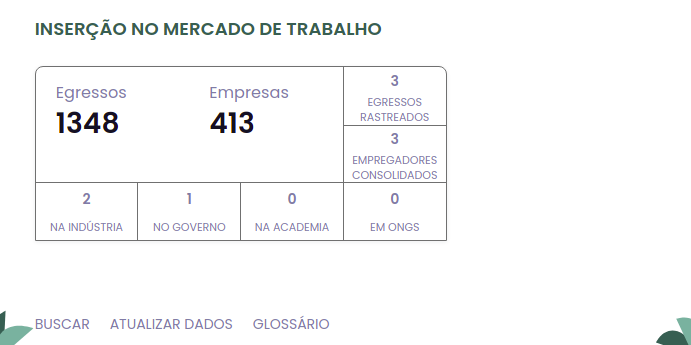 INSERÇÃO NO MERCADO DE TRABALHO
Egressos
1348
Empresas
413
3
EGRESSOS
RASTREADOS
3
EMPREGADORES
CONSOLIDADOS
2
NA INDÚSTRIA
1
NO GOVERNO
0
NA ACADEMIA
0
EM ONGS
BUSCAR ATUALIZAR DADOS GLOSSÁRIO